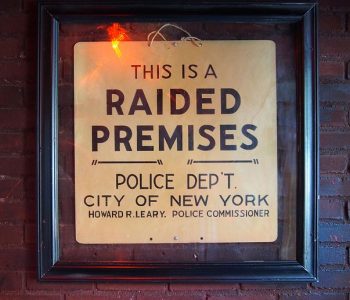 THIS IS A
RAIDED
PREMISES
POLICE DEP'T.
CITY OF NEW YORK
HOWARD R. LEARY, POLICE COMMISSIONER